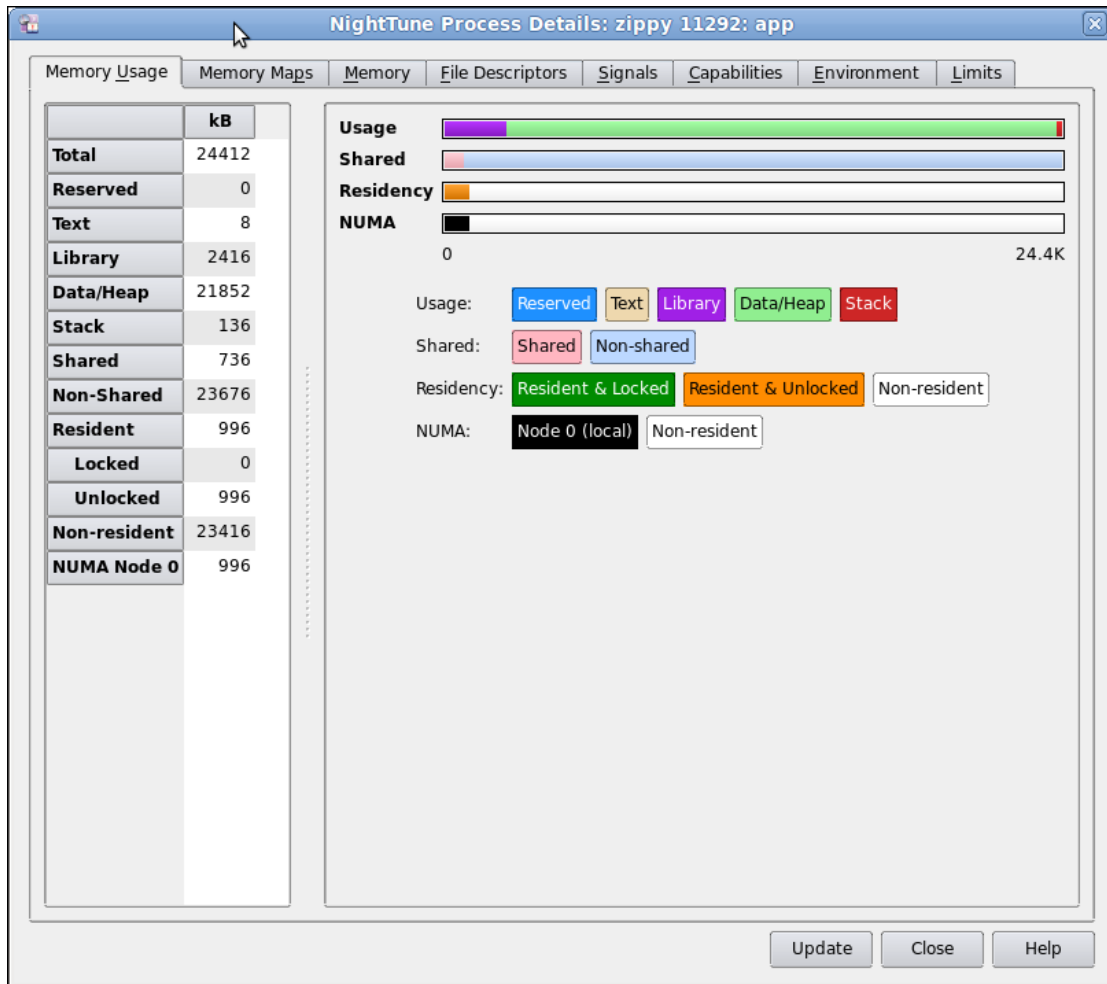 NightTune Process Details: zippy 11292: app
Memory Usage Memory Maps Memory File Descriptors Signals Capabilities Environment Limits
kB
Total 24412
Reserved 0
Text 8
Library 2416
Data/Heap 21852
Stack 136
Shared 736
Non-Shared 23676
Resident 996
Locked 0
Unlocked 996
Non-resident 23416
NUMA Node 0 996
Usage
Shared
Residency
NUMA
0 24.4K
Usage: Reserved Text Library Data/Heap Stack
Shared: Shared Non-shared
Residency: Resident & Locked Resident & Unlocked Non-resident
NUMA: Node 0 (local) Non-resident
Update Close Help